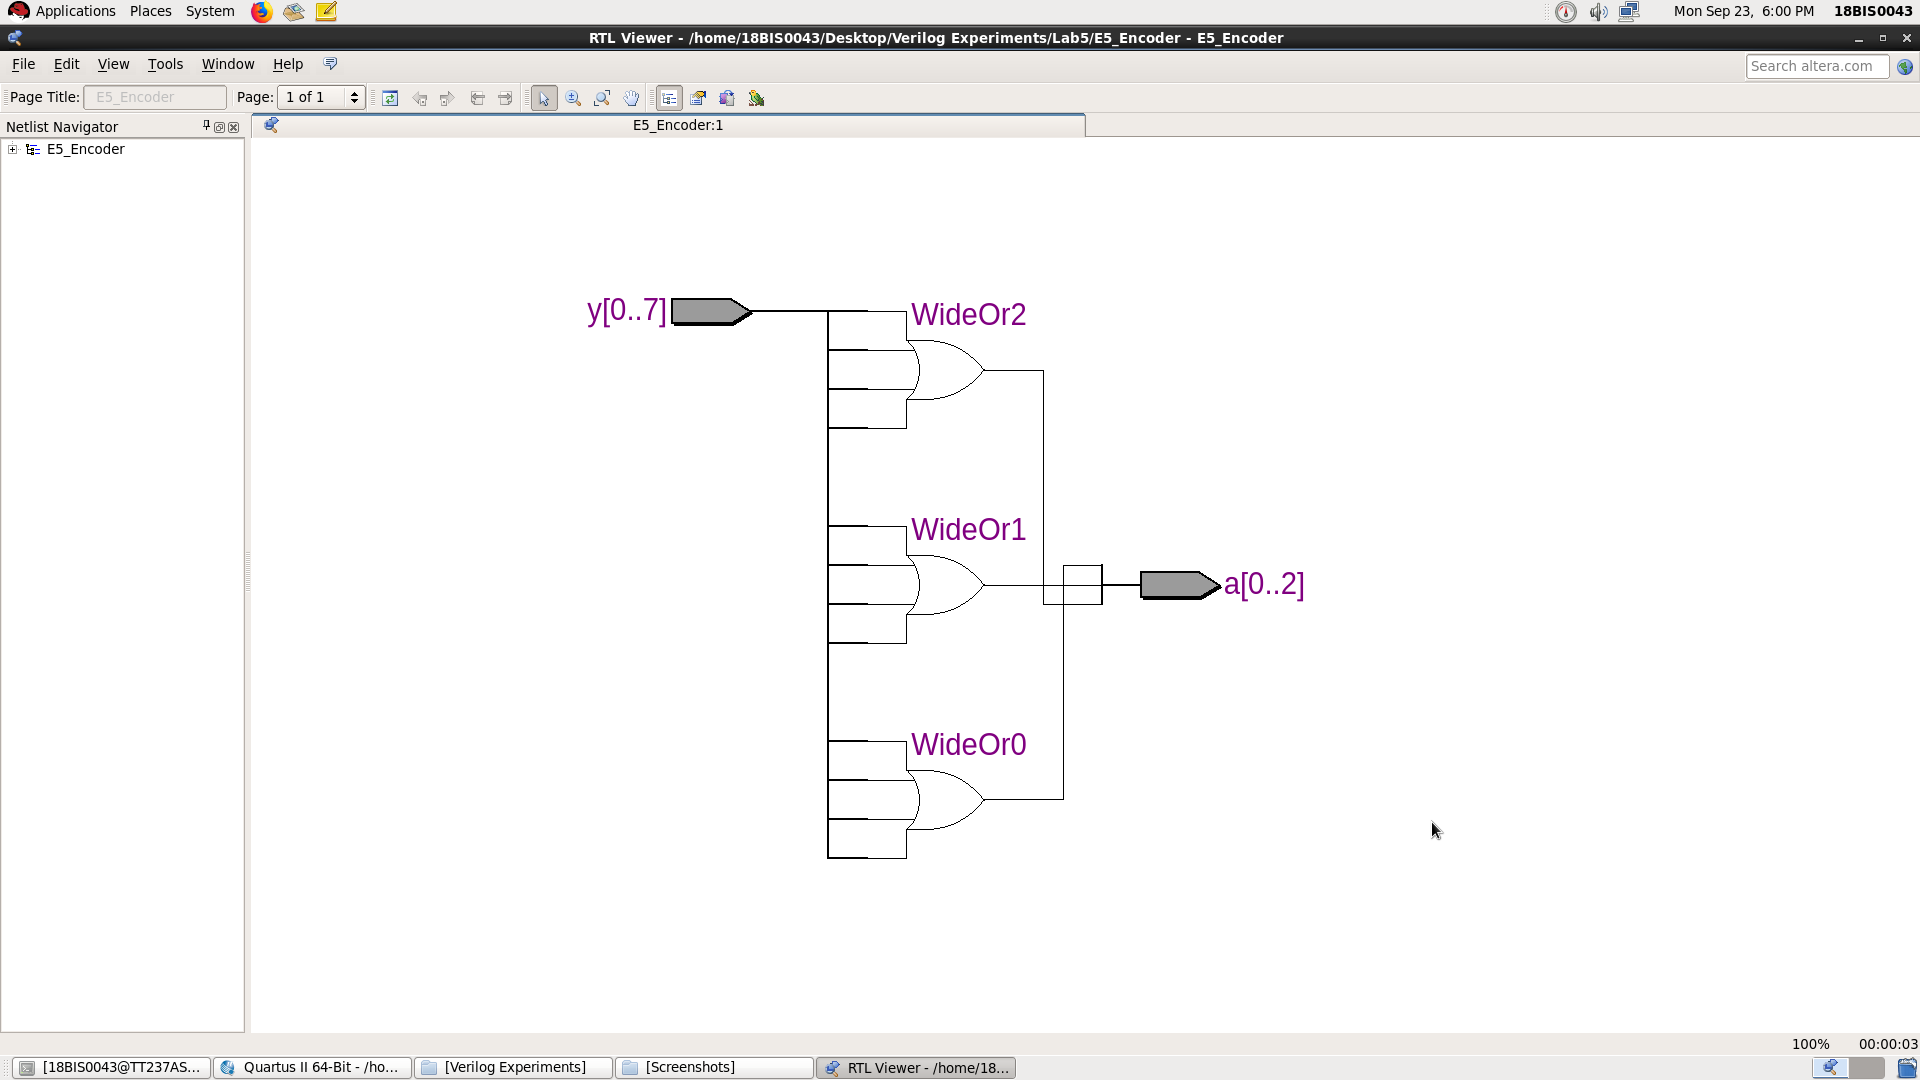 Applications Places System Mon Sep 23, 6:00 PM 18BIS0043
RTL Viewer - /home/18BIS0043/Desktop/Verilog Experiments/Lab5/E5_Encoder - E5_Encoder
File Edit View Tools Window Help Search altera.com
Page Title: E5_Encoder Page: 1 of 1
Netlist Navigator E5_Encoder:1
E5_Encoder
y[0..7] WideOr2
WideOr1
a[0..2]
WideOr0
100% 00:00:03
[18BIS0043@TT237AS... Quartus II 64-Bit - /ho... [Verilog Experiments] [Screenshots] RTL Viewer - /home/18...